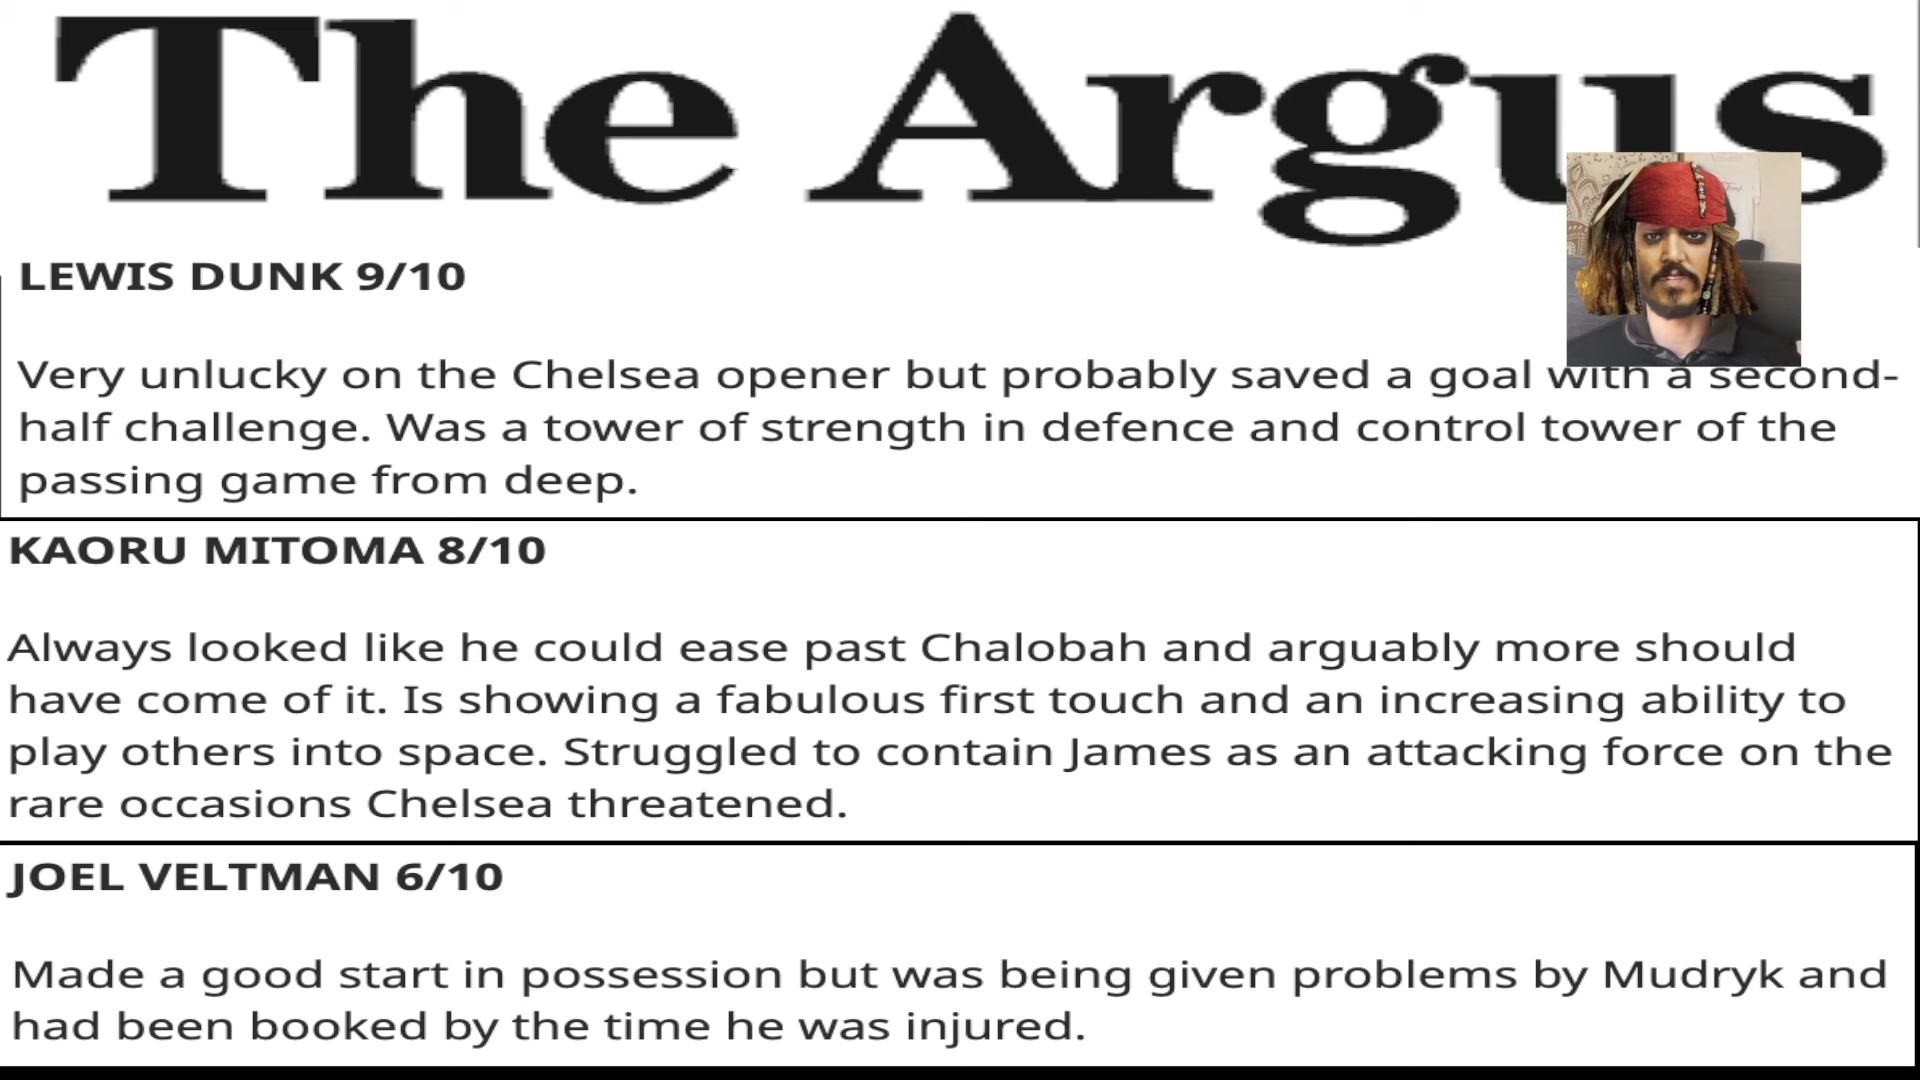 The Argus
LEWIS DUNK 9/10
Very unlucky on the Chelsea opener but probably saved a goal with a second-
half challenge. Was a tower of strength in defence and control tower of the
passing game from deep.
KAORU MITOMA 8/10
Always looked like he could ease past Chalobah and arguably more should
have come of it. Is showing a fabulous first touch and an increasing ability to
play others into space. Struggled to contain James as an attacking force on the
rare occasions Chelsea threatened.
JOEL VELTMAN 6/10
Made a good start in possession but was being given problems by Mudryk and
had been booked by the time he was injured.